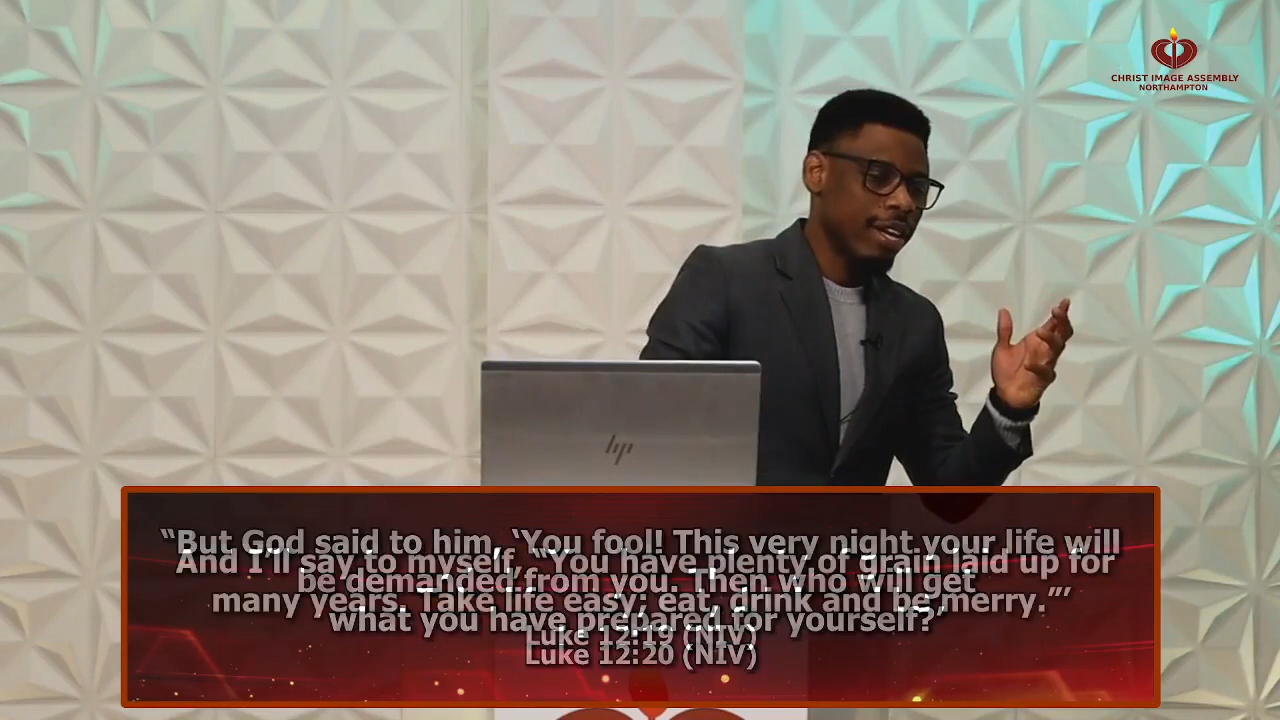 CHRIST IMAGE ASSEMBLY
NORTHAMPTON
hp
“But God said to him, ‘You fool! This very night your life will
be demanded from you. Then who will get
what you have prepared for yourself?’
Luke 12:20 (NIV)
And I’ll say to myself, “You have plenty of grain laid up for
many years. Take life easy; eat, drink and be merry.”’
Luke 12:19 (NIV)